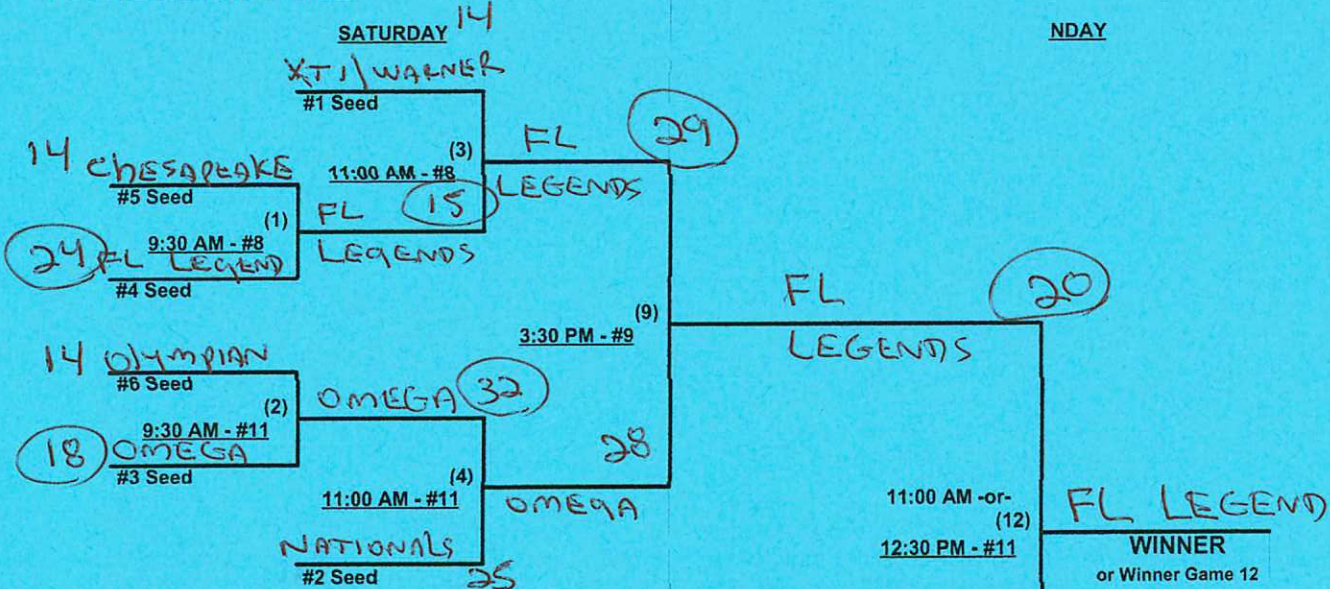 SATURDAY 14
NDAY
XTJ\WARNER
#1 Seed
FL 29
(3)
11:00 AM - #8
LEGENDS
14 ChESAPEAKE
#5 Seed
FL 15
(1)
9:30 AM - #8
LEGENDS
24 FL LEGEND
#4 Seed
FL 20
(9)
3:30 PM - #9
LEGENDS
14 OlYMPIAN
#6 Seed
OMEGA 32
(2)
9:30 AM - #11
18 OMEGA
#3 Seed
28
(4)
11:00 AM - #11
OMEGA
NATIONALS
#2 Seed 25
11:00 AM -or-
(12)
12:30 PM - #11
FL LEGEND
WINNER
or Winner Game 12